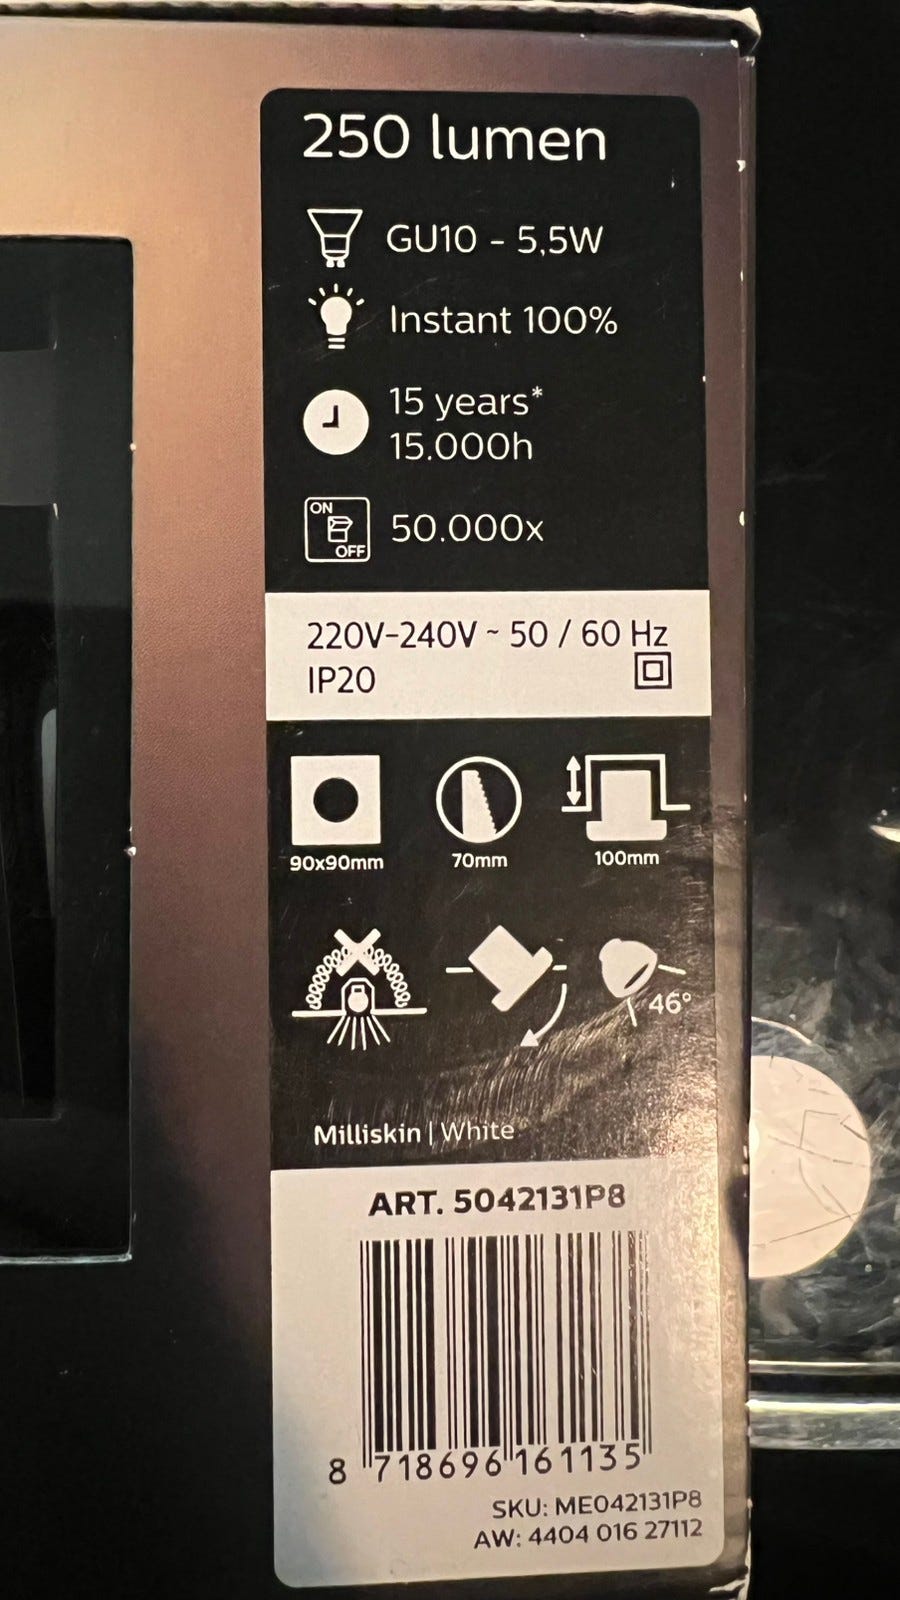 250 lumen
GU10 - 5,5W
Instant 100%
15 years*
15.000h
ON
OFF
50.000x
220V-240V ~ 50 / 60 Hz
IP20
90x90mm
70mm
100mm
46°
Milliskin | White
ART. 5042131P8
8 718696 161135
SKU: ME042131P8
AW: 4404 016 27112